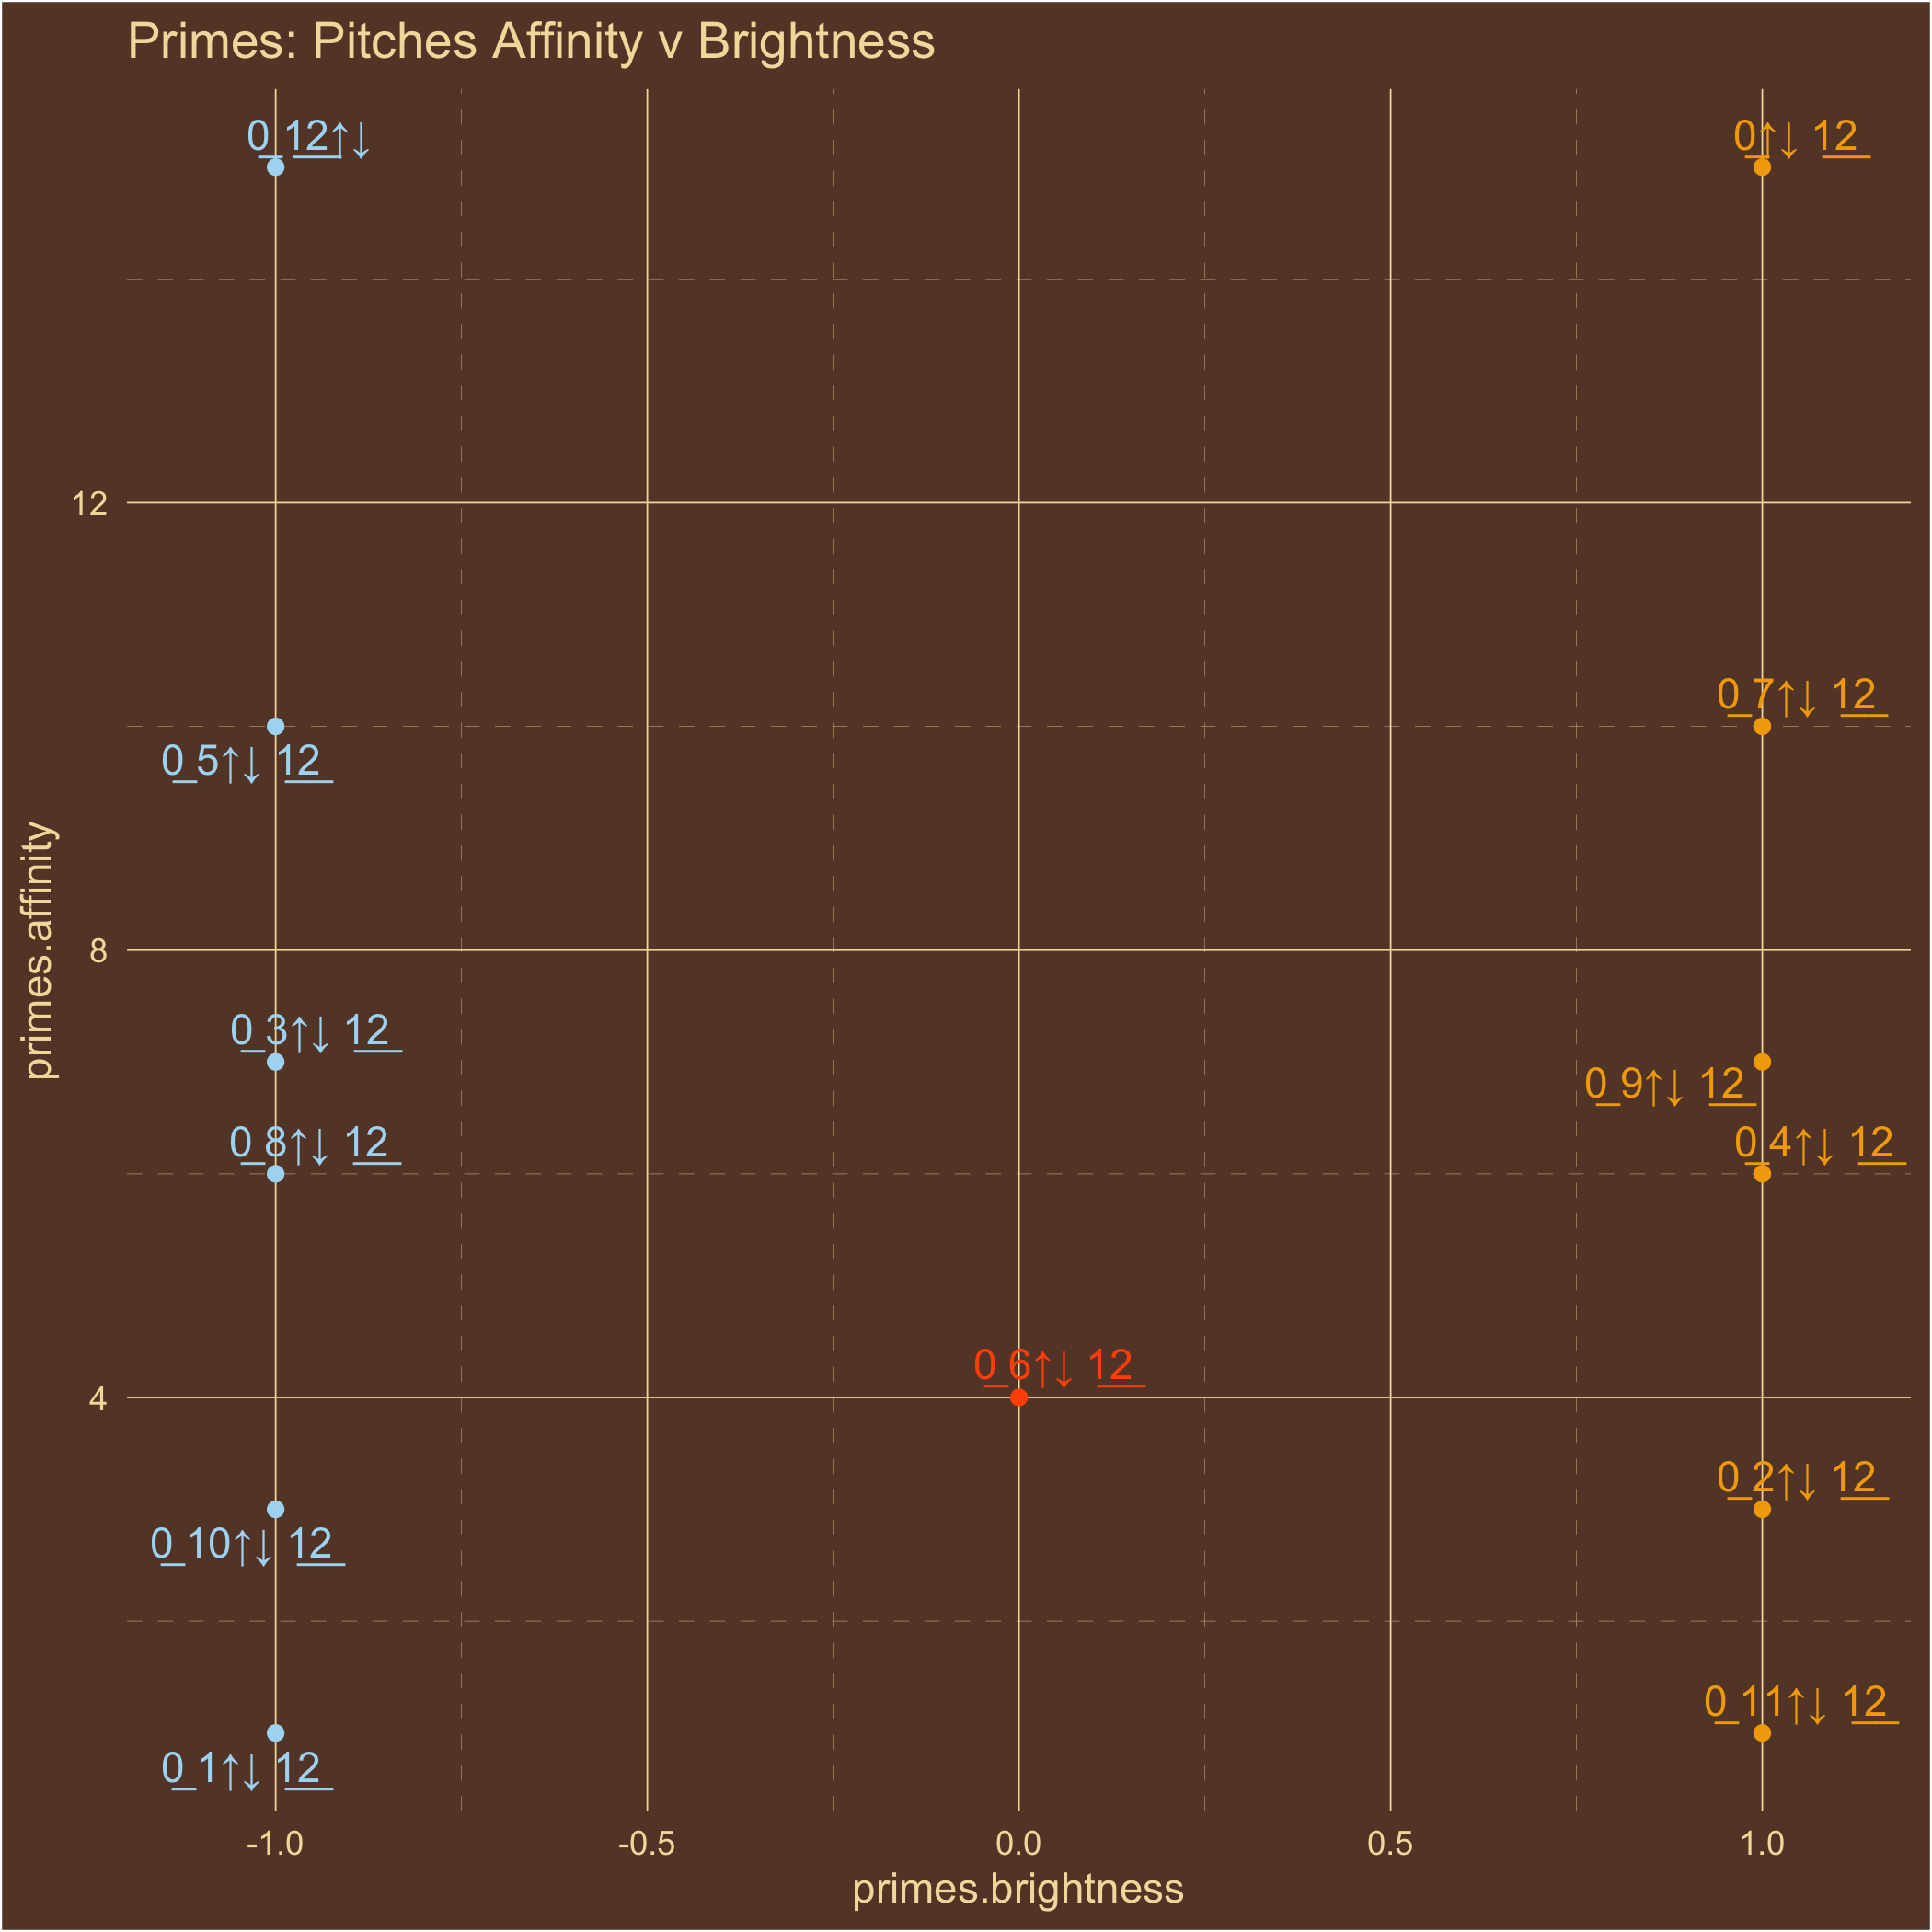 Primes: Pitches Affinity v Brightness
0̲ 12̲↑↓
0̲↑↓ 12̲
12
0̲ 7↑↓ 12̲
0̲ 5↑↓ 12̲
primes.affinity
8
0̲ 3↑↓ 12̲
0̲ 9↑↓ 12̲
0̲ 8↑↓ 12̲
0̲ 4↑↓ 12̲
0̲ 6↑↓ 12̲
4
0̲ 2↑↓ 12̲
0̲ 10↑↓ 12̲
0̲ 11↑↓ 12̲
0̲ 1↑↓ 12̲
-1.0 -0.5 0.0 0.5 1.0
primes.brightness